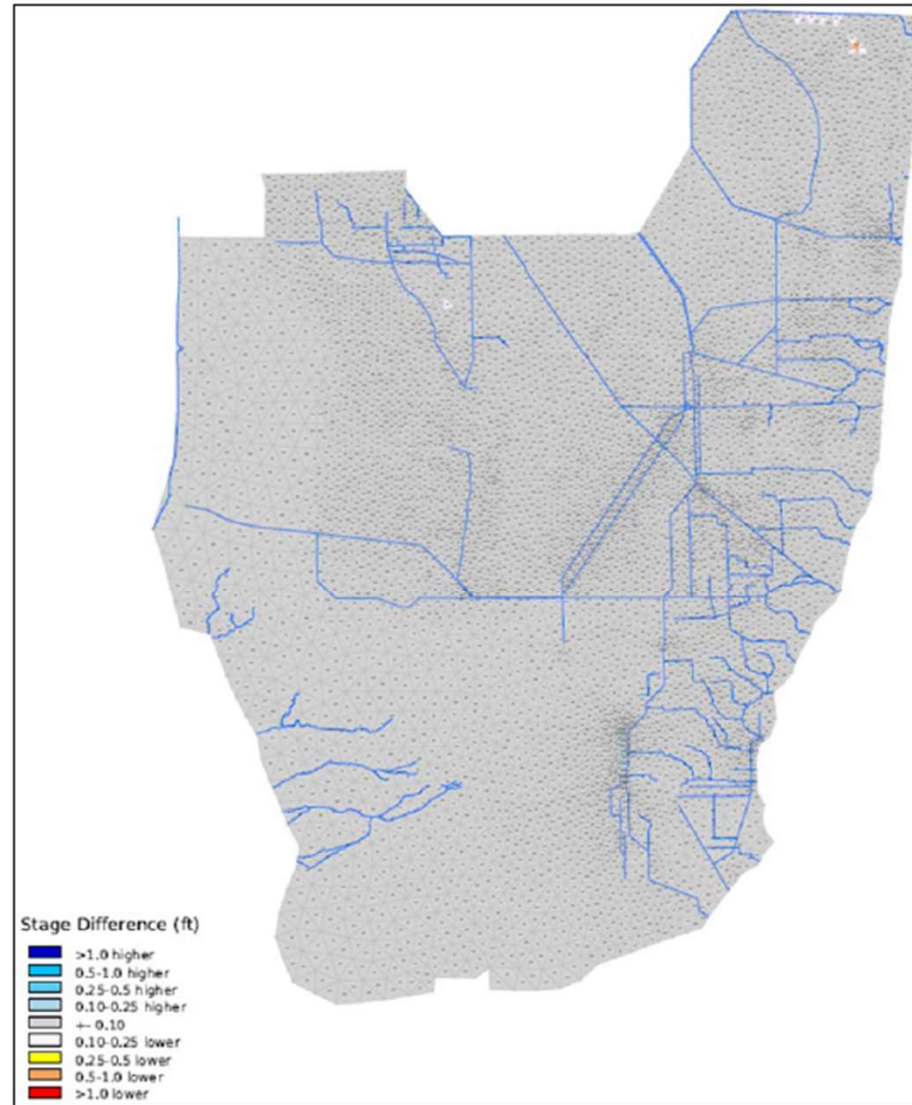 Stage Difference (ft)
>1.0 higher
0.5-1.0 higher
0.25-0.5 higher
0.10-0.25 higher
+- 0.10
0.10-0.25 lower
0.25-0.5 lower
0.5-1.0 lower
>1.0 lower